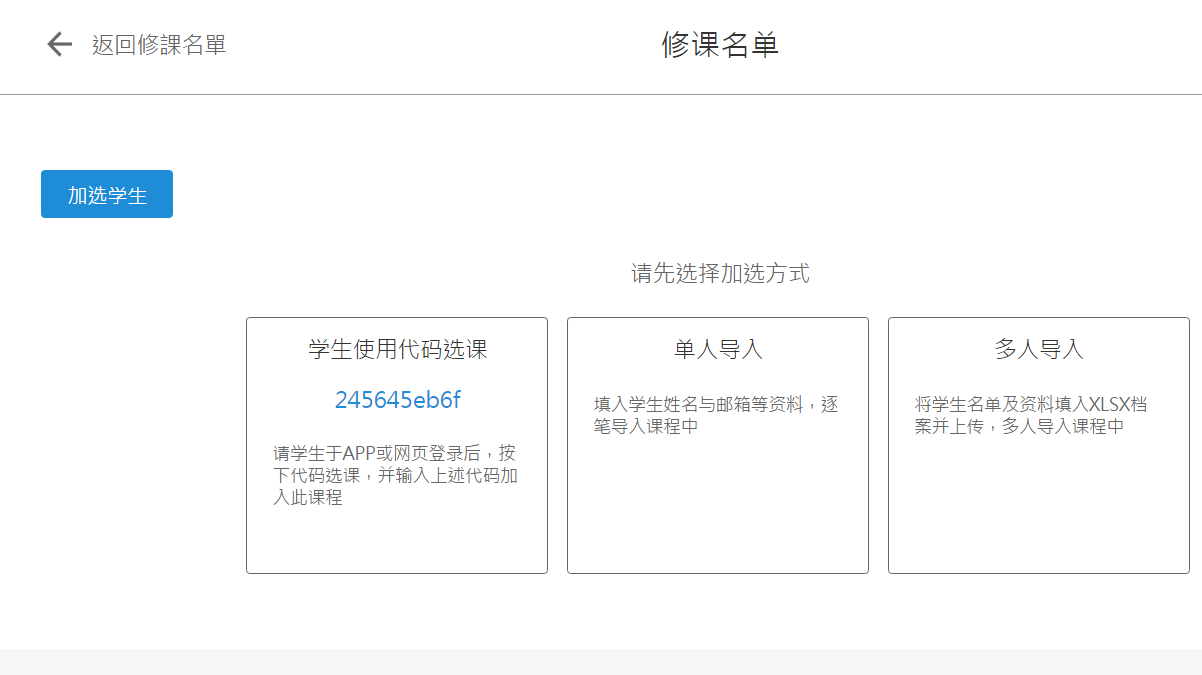 返回修課名單
修课名单
加选学生
请先选择加选方式
学生使用代码选课
245645eb6f
请学生于APP或网页登录后，按
下代码选课，并输入上述代码加
入此课程
单人导入
填入学生姓名与邮箱等资料，逐
笔导入课程中
多人导入
将学生名单及资料填入XLSX档
案并上传，多人导入课程中